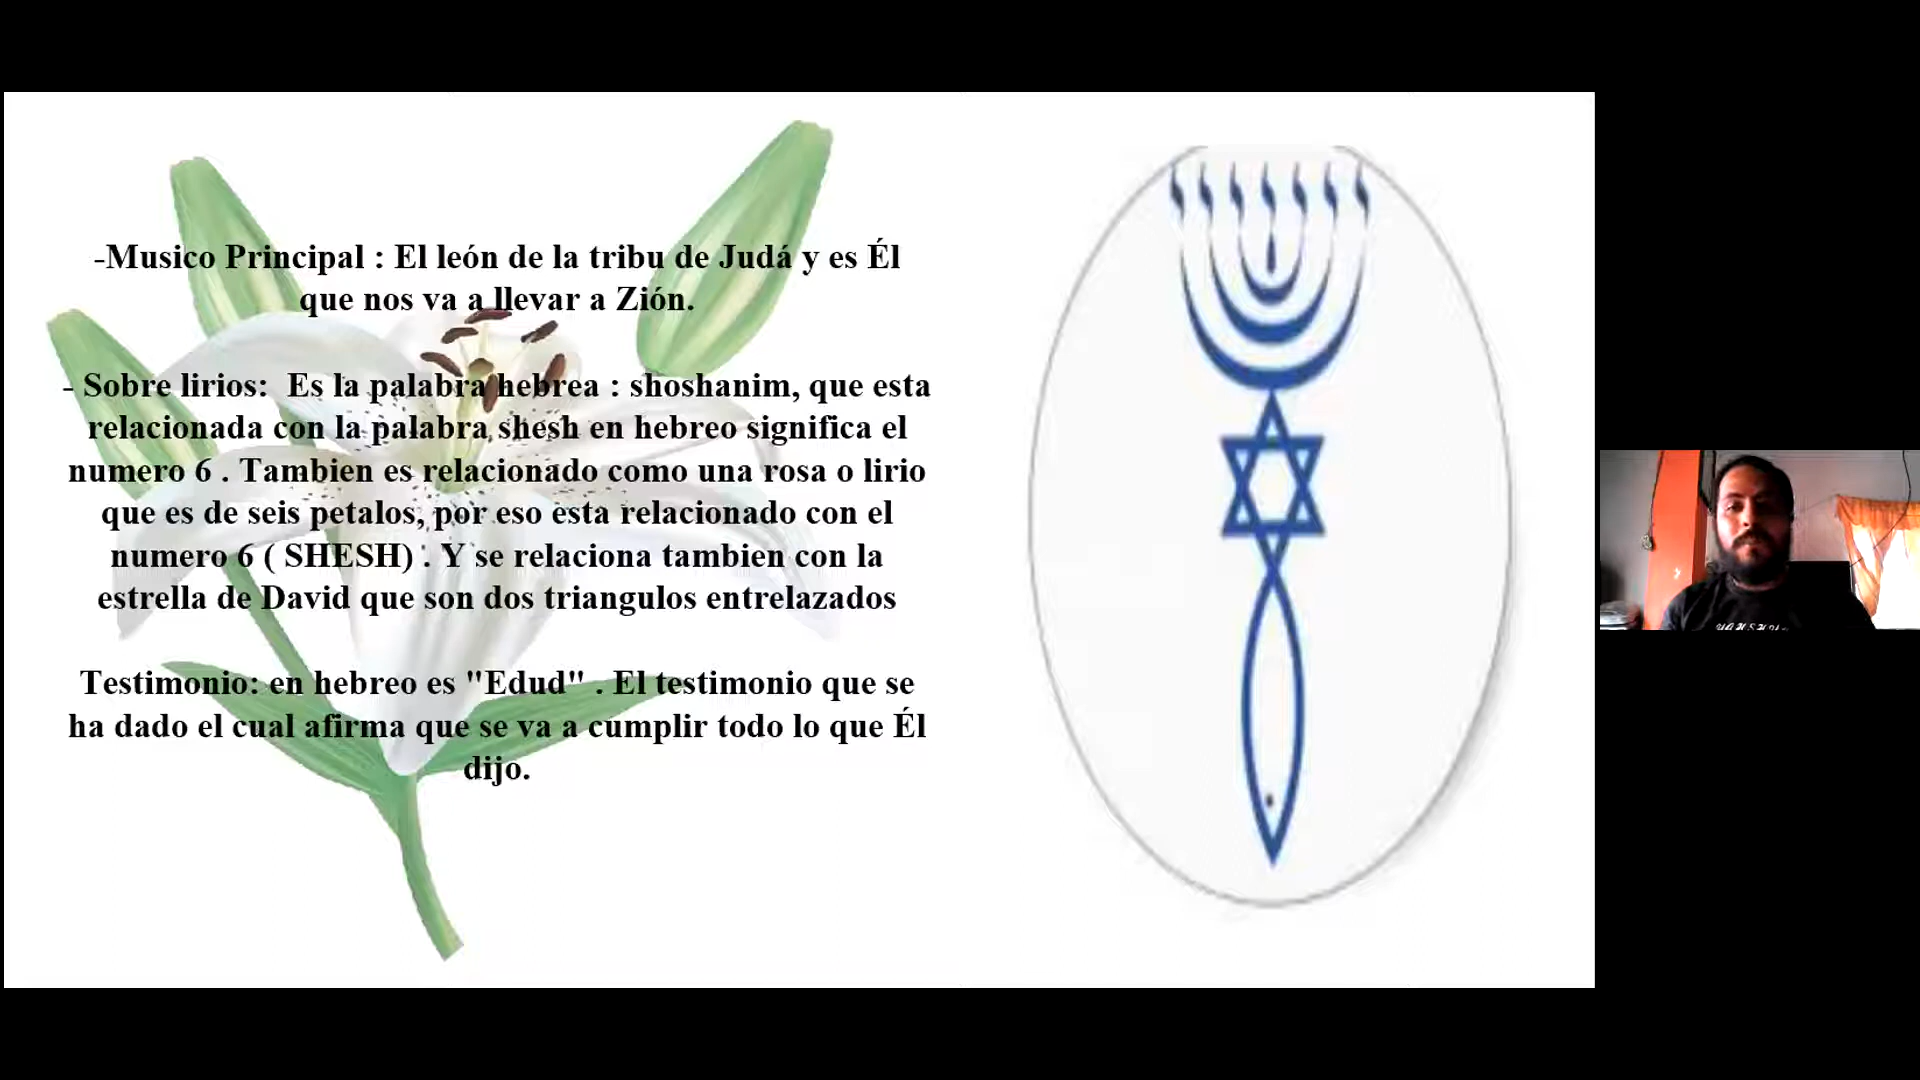 -Musico Principal : El león de la tribu de Judá y es Él
que nos va a llevar a Zión.
- Sobre lirios:  Es la palabra hebrea : shoshanim, que esta
relacionada con la palabra shesh en hebreo significa el
numero 6 . Tambien es relacionado como una rosa o lirio
que es de seis petalos, por eso esta relacionado con el
numero 6 ( SHESH) . Y se relaciona tambien con la
estrella de David que son dos triangulos entrelazados
Testimonio: en hebreo es "Edud" . El testimonio que se
ha dado el cual afirma que se va a cumplir todo lo que Él
dijo.